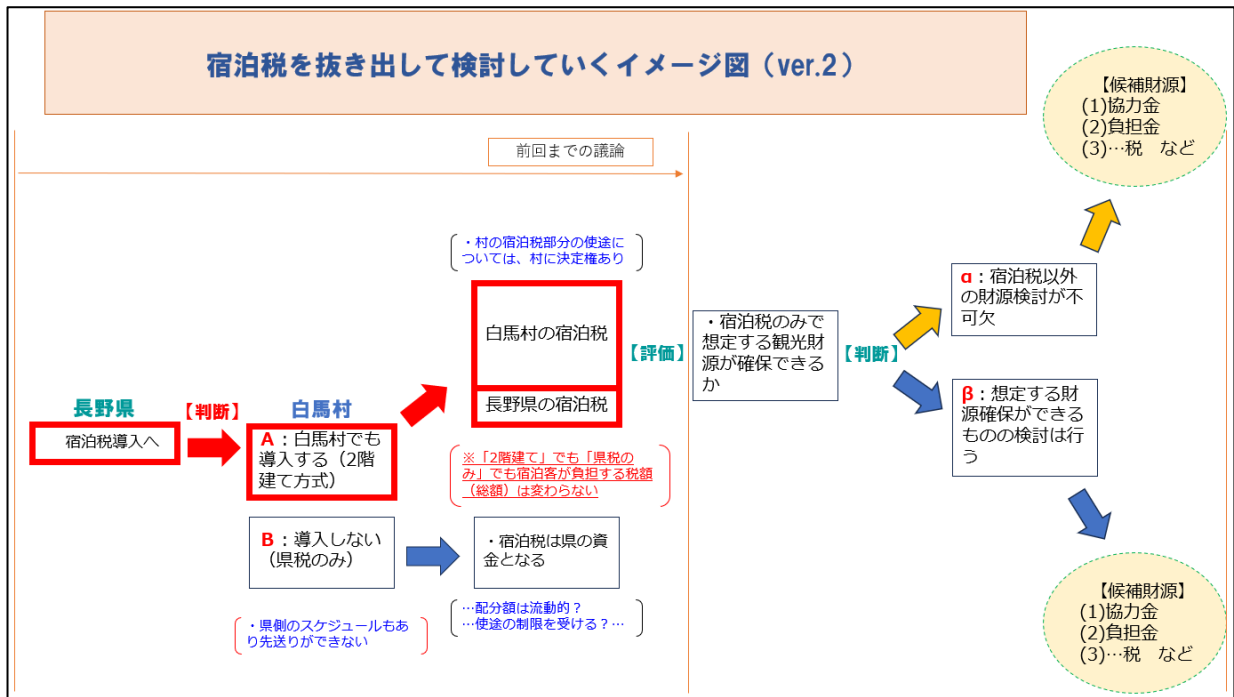 宿泊税を抜き出して検討していくイメージ図（ver.2）
前回までの議論
長野県
宿泊税導入へ
【判断】
白馬村
A：白馬村でも
導入する（2階
建て方式）
B：導入しない
（県税のみ）
・県側のスケジュールもあ
り先送りができない
・村の宿泊税部分の使途に
ついては、村に決定権あり
白馬村の宿泊税
長野県の宿泊税
※「2階建て」でも「県税の
み」でも宿泊客が負担する税額
（総額）は変わらない
・宿泊税は県の資
金となる
…配分額は流動的？
…使途の制限を受ける？…
【評価】
・宿泊税のみで
想定する観光財
源が確保できる
か
【判断】
α：宿泊税以外
の財源検討が不
可欠
β：想定する財
源確保ができる
ものの検討は行
う
【候補財源】
(1)協力金
(2)負担金
(3)…税　など
【候補財源】
(1)協力金
(2)負担金
(3)…税　など